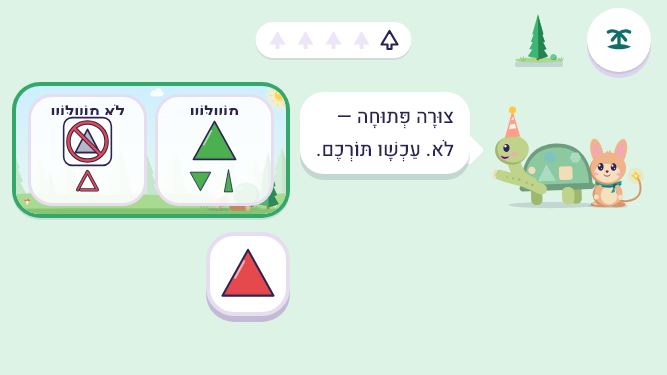 מְשֻׁלָּשׁ
לֹא מְשֻׁלָּשׁ
צוּרָה פְּתוּחָה –
לֹא. עַכְשָׁו תּוֹרְכֶם.